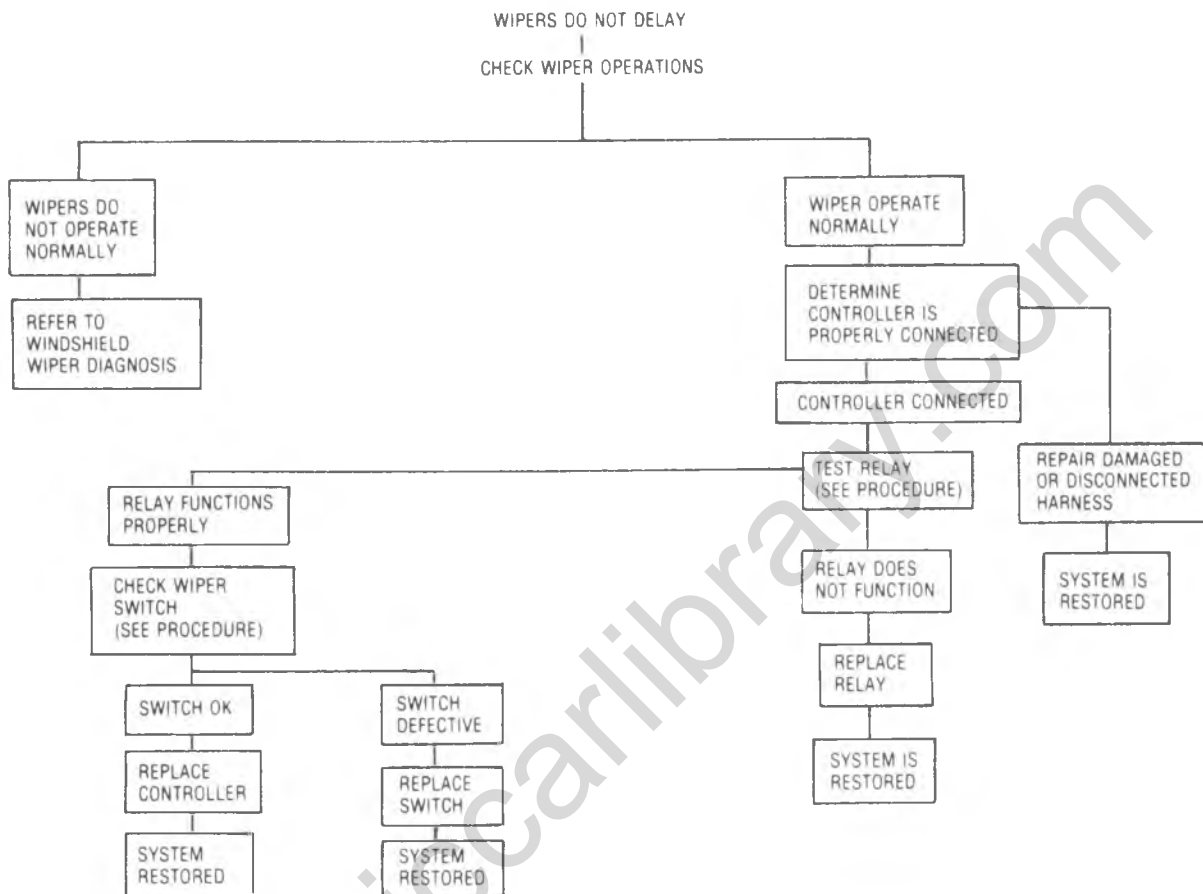 WIPERS DO NOT DELAY
CHECK WIPER OPERATIONS
WIPERS DO
NOT OPERATE
NORMALLY
REFER TO
WINDSHIELD
WIPER DIAGNOSIS
WIPER OPERATE
NORMALLY
DETERMINE
CONTROLLER IS
PROPERLY CONNECTED
CONTROLLER CONNECTED
TEST RELAY
(SEE PROCEDURE)
REPAIR DAMAGED
OR DISCONNECTED
HARNESS
SYSTEM IS
RESTORED
RELAY FUNCTIONS
PROPERLY
CHECK WIPER
SWITCH
(SEE PROCEDURE)
RELAY DOES
NOT FUNCTION
REPLACE
RELAY
SYSTEM IS
RESTORED
SWITCH OK
REPLACE
CONTROLLER
SYSTEM
RESTORED
SWITCH
DEFECTIVE
REPLACE
SWITCH
SYSTEM
RESTORED
iccarlibrary.com